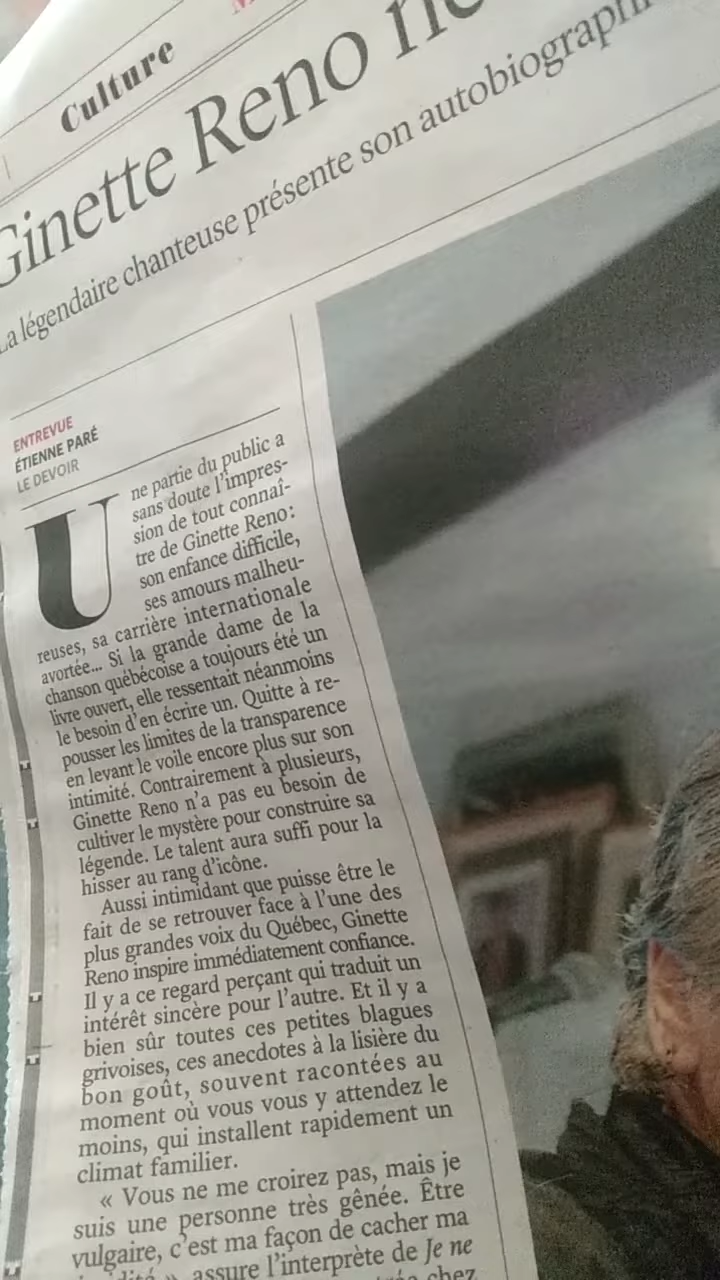 Culture
Ginette Reno
La légendaire chanteuse présente son
ENTREVUE
ÉTIENNE PARÉ
LE DEVOIR
Une partie du public a
sans doute l'impres-
sion de tout connaî-
tre de Ginette Reno:
son enfance difficile,
ses amours malheu-
reuses, sa carrière internationale
avortée... Si la grande dame de la
chanson québécoise a toujours été un
livre ouvert, elle ressentait néanmoins
le besoin d'en écrire un. Quitte à re-
pousser les limites de la transparence
en levant le voile encore plus sur son
intimité. Contrairement à plusieurs,
Ginette Reno n'a pas eu besoin de
cultiver le mystère pour construire sa
légende. Le talent aura suffi pour la
hisser au rang d'icône.
Aussi intimidant que puisse être le
fait de se retrouver face à l'une des
plus grandes voix du Québec, Ginette
Reno inspire immédiatement confiance.
Il y a ce regard perçant qui traduit un
intérêt sincère pour l'autre. Et il y a
bien sûr toutes ces petites blagues
grivoises, ces anecdotes à la lisière du
bon goût, souvent racontées au
moment où vous vous y attendez le
moins, qui installent rapidement un
climat familier.
« Vous ne me croirez pas, mais je
suis une personne très gênée. Être
vulgaire, c'est ma façon de cacher ma
assure l'interprète de Je ne
chez